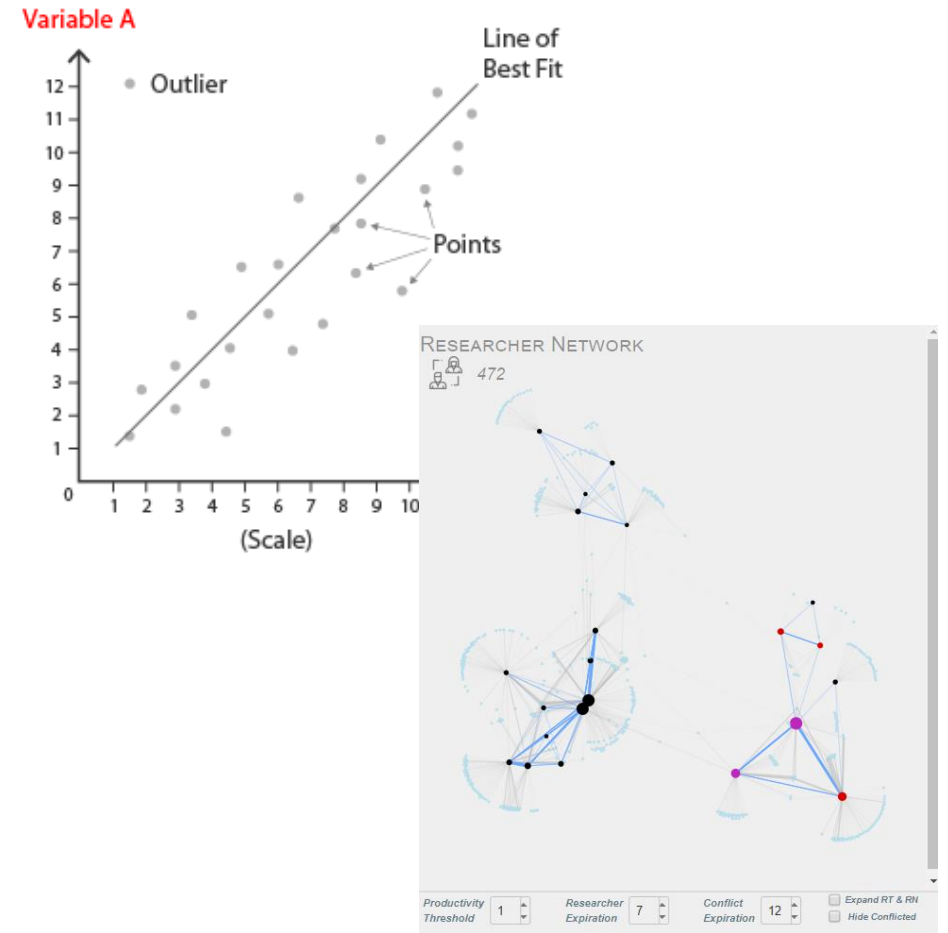 Variable A
Line of
Best Fit
Outlier
Points
12
11
10
9
8
7
6
5
4
3
2
1
0
1 2 3 4 5 6 7 8 9 10
(Scale)
RESEARCHER NETWORK
472
Productivity
Threshold
1
Researcher
Expiration
7
Conflict
Expiration
12
Expand RT & RN
Hide Conflicted